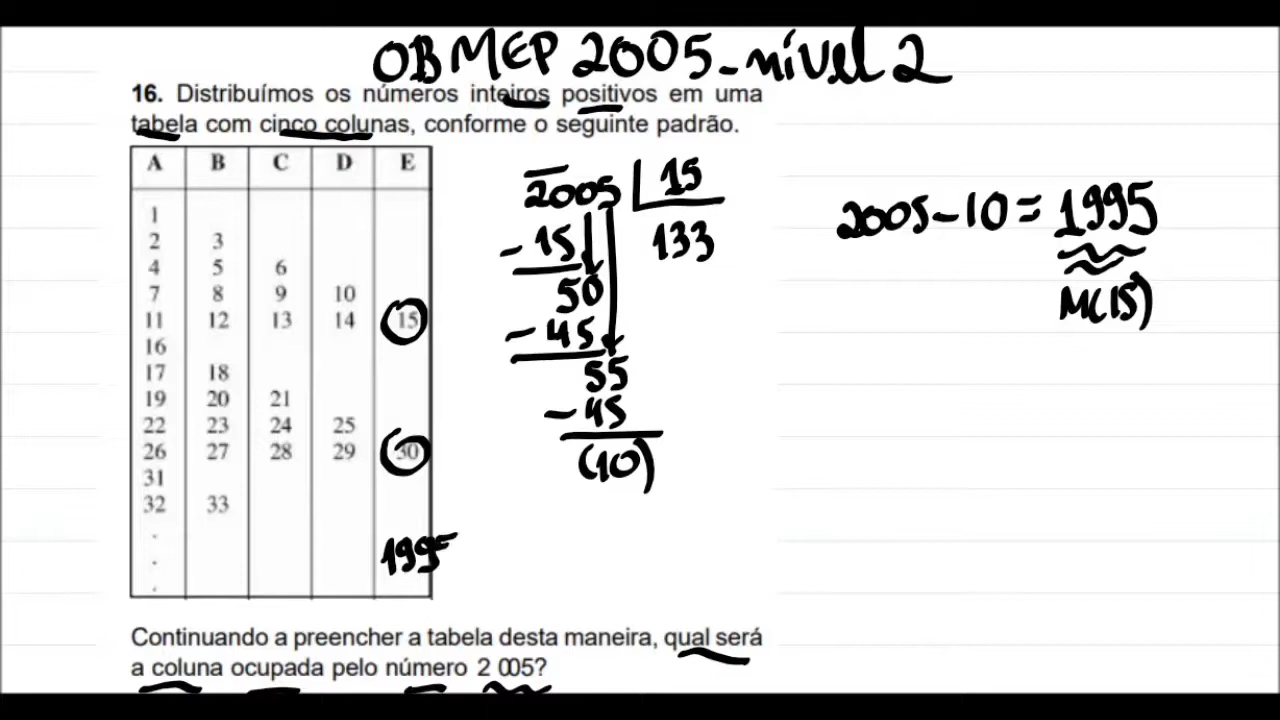 OBMEP 2005-nível 2
16. Distribuímos os números inteiros positivos em uma
tabela com cinco colunas, conforme o seguinte padrão.
A B C D E
1
2 3
4 5 6
7 8 9 10
11 12 13 14 15
16
17 18
19 20 21
22 23 24 25
26 27 28 29 30
31
32 33
.
.
.
1995
2005 15
-15 133
50
-45
55
-45
(10)
2005-10=1995
M(15)
Continuando a preencher a tabela desta maneira, qual será
a coluna ocupada pelo número 2 005?